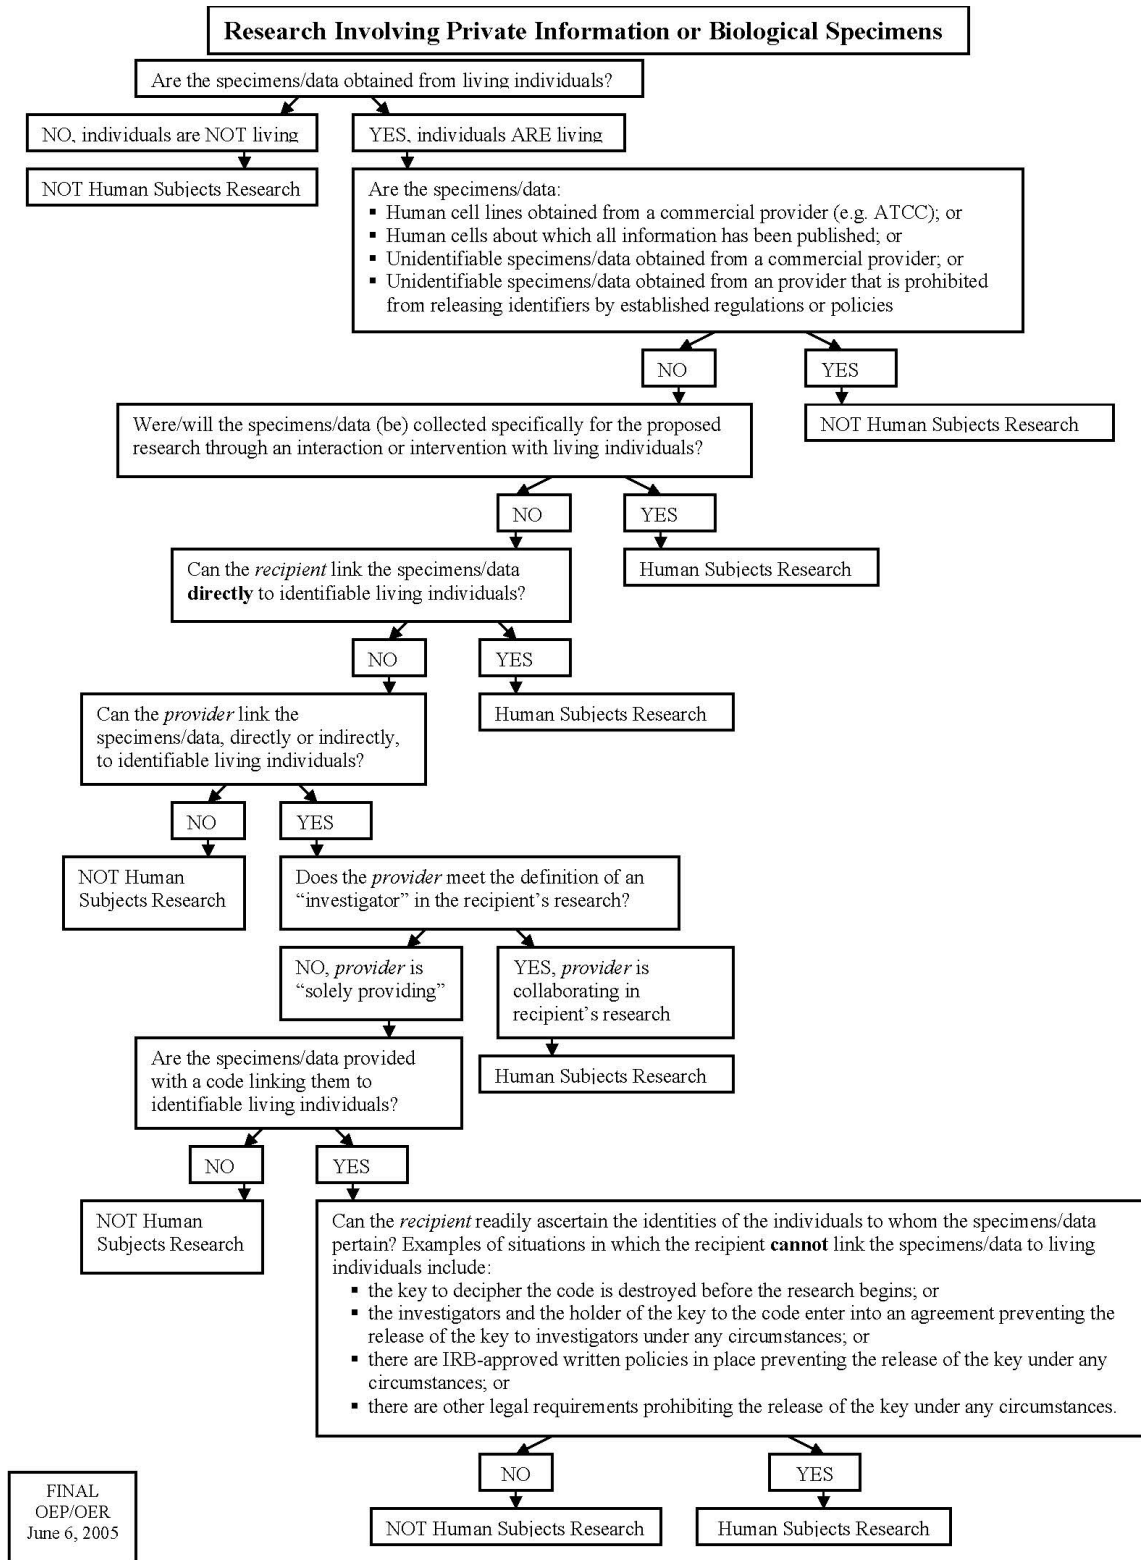 Research Involving Private Information or Biological Specimens
Are the specimens/data obtained from living individuals?
NO, individuals are NOT living
YES, individuals ARE living
NOT Human Subjects Research
Are the specimens/data:
▪ Human cell lines obtained from a commercial provider (e.g. ATCC); or
▪ Human cells about which all information has been published; or
▪ Unidentifiable specimens/data obtained from a commercial provider; or
▪ Unidentifiable specimens/data obtained from an provider that is prohibited
from releasing identifiers by established regulations or policies
NO
YES
NOT Human Subjects Research
Were/will the specimens/data (be) collected specifically for the proposed
research through an interaction or intervention with living individuals?
NO
YES
Human Subjects Research
Can the recipient link the specimens/data
directly to identifiable living individuals?
NO
YES
Human Subjects Research
Can the provider link the
specimens/data, directly or indirectly,
to identifiable living individuals?
NO
YES
NOT Human
Subjects Research
Does the provider meet the definition of an
“investigator” in the recipient’s research?
NO, provider is
“solely providing”
YES, provider is
collaborating in
recipient’s research
Human Subjects Research
Are the specimens/data provided
with a code linking them to
identifiable living individuals?
NO
YES
NOT Human
Subjects Research
Can the recipient readily ascertain the identities of the individuals to whom the specimens/data
pertain? Examples of situations in which the recipient cannot link the specimens/data to living
individuals include:
▪ the key to decipher the code is destroyed before the research begins; or
▪ the investigators and the holder of the key to the code enter into an agreement preventing the
release of the key to investigators under any circumstances; or
▪ there are IRB-approved written policies in place preventing the release of the key under any
circumstances; or
▪ there are other legal requirements prohibiting the release of the key under any circumstances.
NO
YES
NOT Human Subjects Research
Human Subjects Research
FINAL
OEP/OER
June 6, 2005